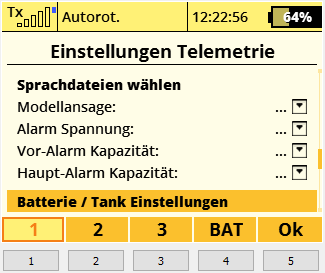 Tx Autorot. 12:22:56 64%
Einstellungen Telemetrie
Sprachdateien wählen
Modellansage: ...
Alarm Spannung: ...
Vor-Alarm Kapazität: ...
Haupt-Alarm Kapazität: ...
Batterie / Tank Einstellungen
1 2 3 BAT Ok
1 2 3 4 5